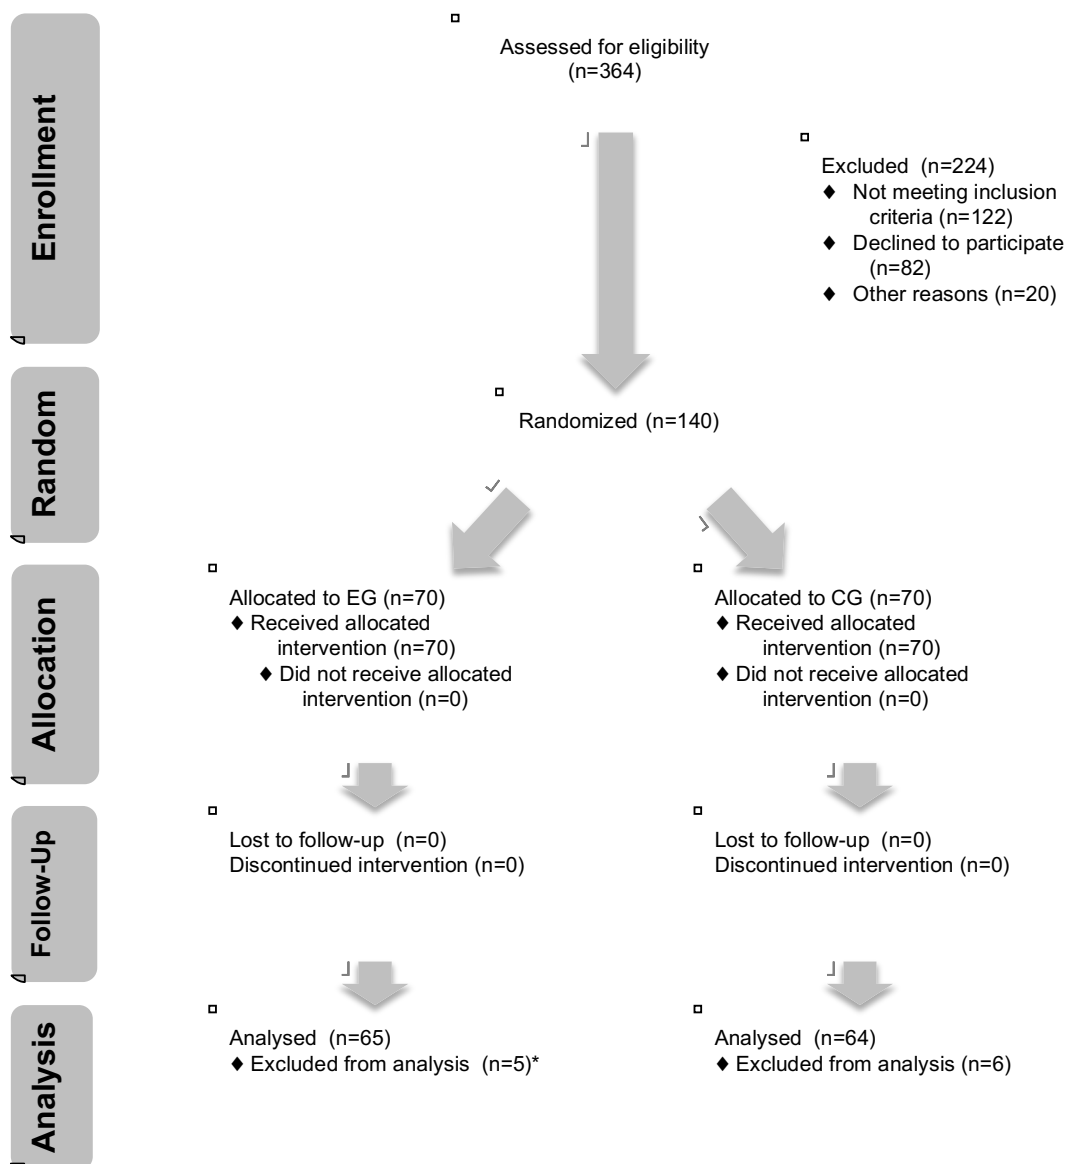 Enrollment
Assessed for eligibility
(n=364)
Excluded (n=224)
♦ Not meeting inclusion
criteria (n=122)
♦ Declined to participate
(n=82)
♦ Other reasons (n=20)
Random
Randomized (n=140)
Allocation
Allocated to EG (n=70)
♦ Received allocated
intervention (n=70)
♦ Did not receive allocated
intervention (n=0)
Allocated to CG (n=70)
♦ Received allocated
intervention (n=70)
♦ Did not receive allocated
intervention (n=0)
Follow-Up
Lost to follow-up (n=0)
Discontinued intervention (n=0)
Lost to follow-up (n=0)
Discontinued intervention (n=0)
Analysis
Analysed (n=65)
♦ Excluded from analysis (n=5)*
Analysed (n=64)
♦ Excluded from analysis (n=6)